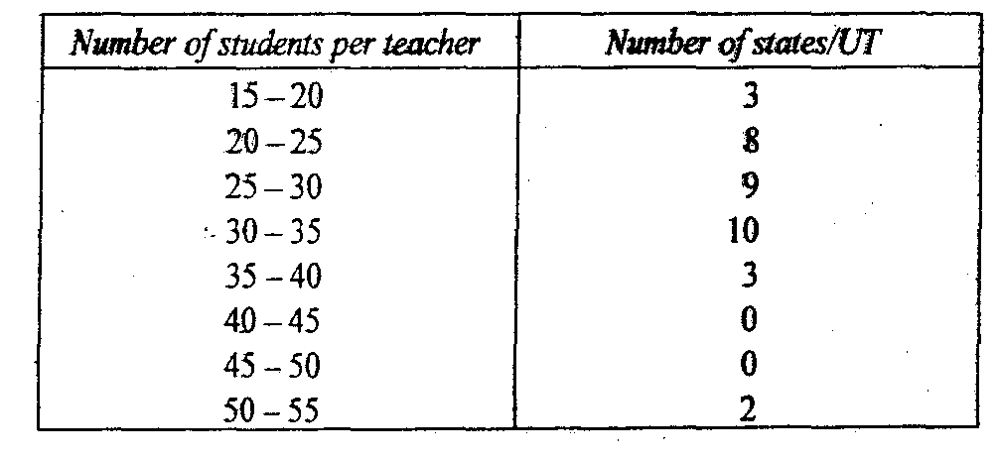 Number of students per teacher Number of states/UT
15 – 20 3
20 – 25 8
25 – 30 9
30 – 35 10
35 – 40 3
40 – 45 0
45 – 50 0
50 – 55 2